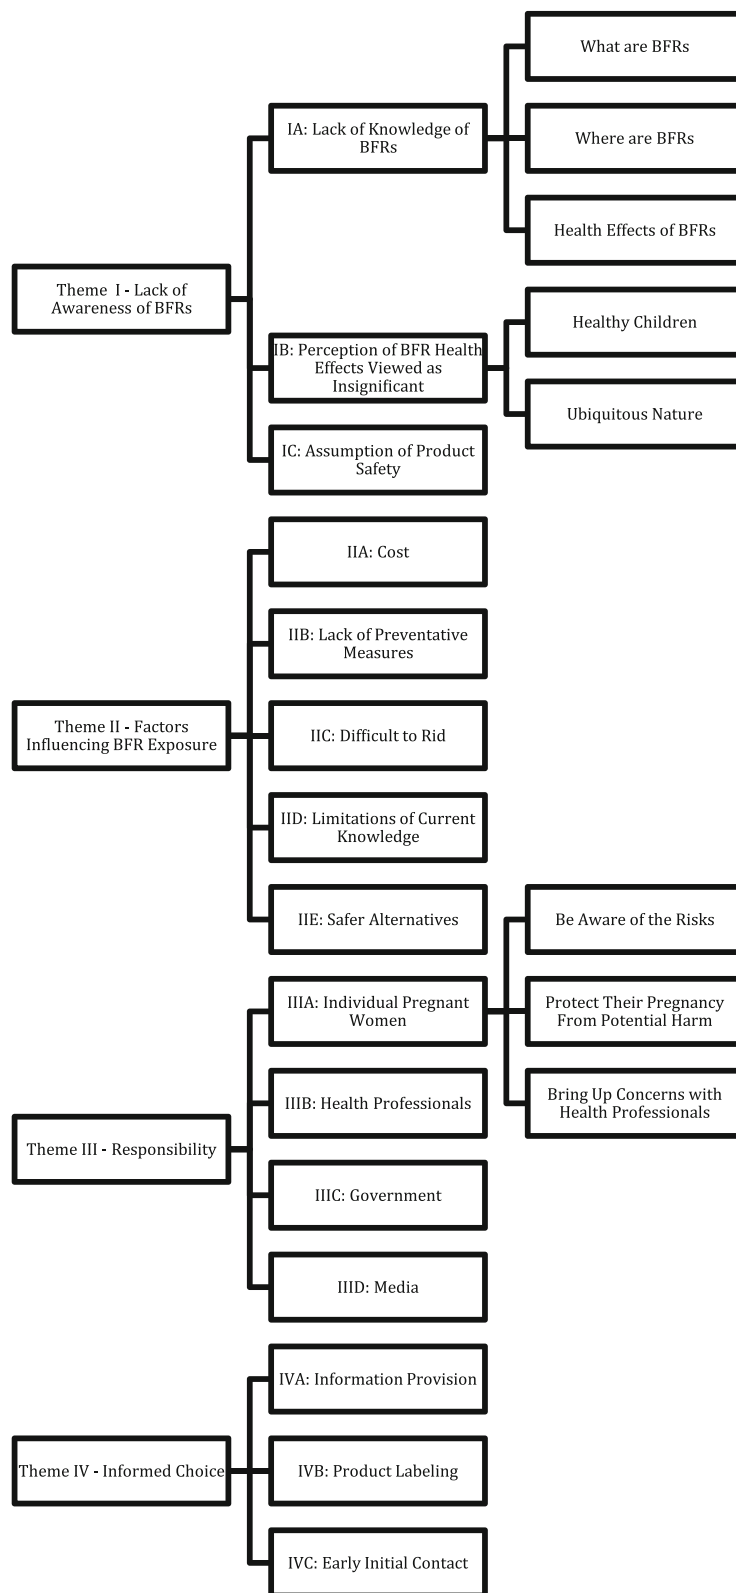 What are BFRs
IA: Lack of Knowledge of
BFRs
Where are BFRs
Health Effects of BFRs
Theme I - Lack of
Awareness of BFRs
IB: Perception of BFR Health
Effects Viewed as
Insignificant
Healthy Children
Ubiquitous Nature
IC: Assumption of Product
Safety
IIA: Cost
IIB: Lack of Preventative
Measures
Theme II - Factors
Influencing BFR Exposure
IIC: Difficult to Rid
IID: Limitations of Current
Knowledge
IIE: Safer Alternatives
Be Aware of the Risks
IIIA: Individual Pregnant
Women
Protect Their Pregnancy
From Potential Harm
Bring Up Concerns with
Health Professionals
IIIB: Health Professionals
Theme III - Responsibility
IIIC: Government
IIID: Media
IVA: Information Provision
Theme IV - Informed Choice
IVB: Product Labeling
IVC: Early Initial Contact